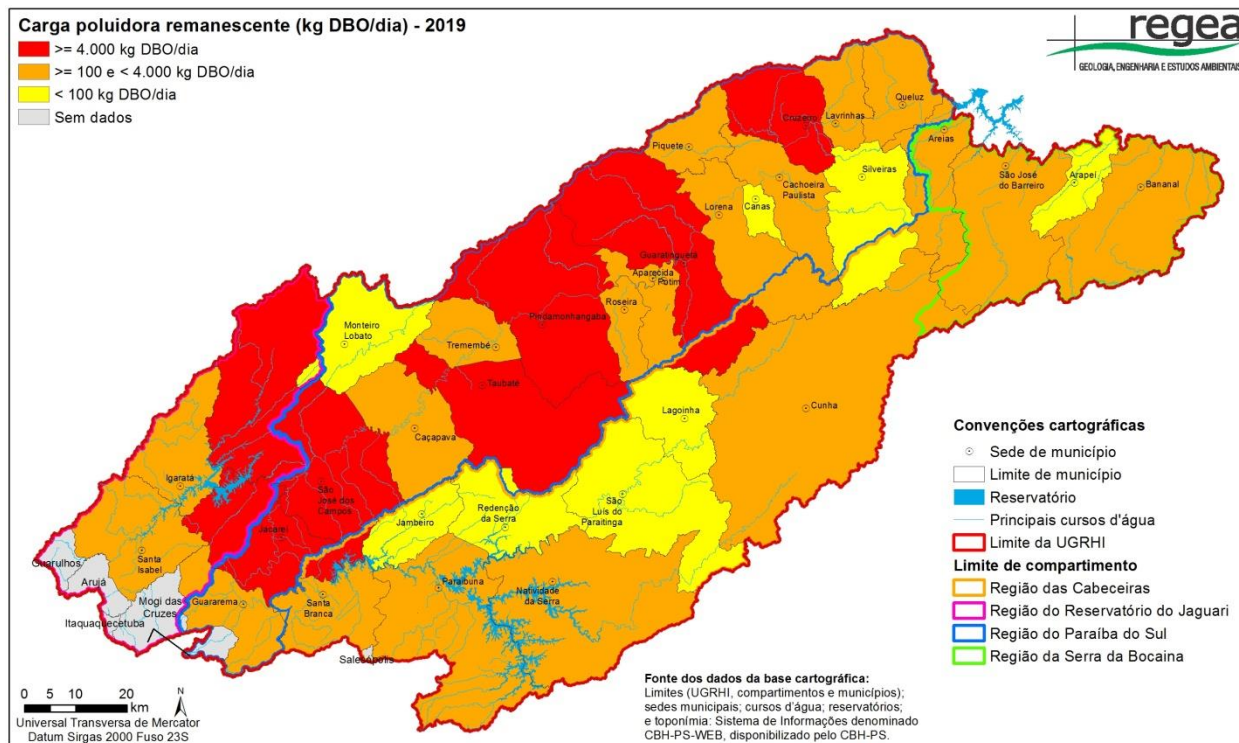 Carga poluidora remanescente (kg DBO/dia) - 2019
>= 4.000 kg DBO/dia
>= 100 e < 4.000 kg DBO/dia
< 100 kg DBO/dia
Sem dados
regea
GEOLOGIA, ENGENHARIA E ESTUDOS AMBIENTAIS
Queluz
Lavrinhas
Cruzeiro
Areias
Piquete
São José
do Barreiro
Arapeí
Bananal
Silveiras
Cachoeira
Paulista
Canas
Lorena
Guaratinguetá
Aparecida
Potim
Roseira
Pindamonhangaba
Monteiro
Lobato
Tremembé
Taubaté
Lagoinha
Cunha
Caçapava
Igaratá
São
José dos
Campos
São
Luís do
Paraitinga
Redenção
da Serra
Jambeiro
Jacareí
Santa
Isabel
Guarulhos
Arujá
Mogi das
Cruzes
Itaquaquecetuba
Guararema
Santa
Branca
Paraibuna
Natividade
da Serra
Salesópolis
Convenções cartográficas
Sede de município
Limite de município
Reservatório
Principais cursos d'água
Limite da UGRHI
Limite de compartimento
Região das Cabeceiras
Região do Reservatório do Jaguari
Região do Paraíba do Sul
Região da Serra da Bocaina
0 5 10 20
km
N
Universal Transversa de Mercator
Datum Sirgas 2000 Fuso 23S
Fonte dos dados da base cartográfica:
Limites (UGRHI, compartimentos e municípios);
sedes municipais; cursos d'água; reservatórios;
e toponímia: Sistema de Informações denominado
CBH-PS-WEB, disponibilizado pelo CBH-PS.